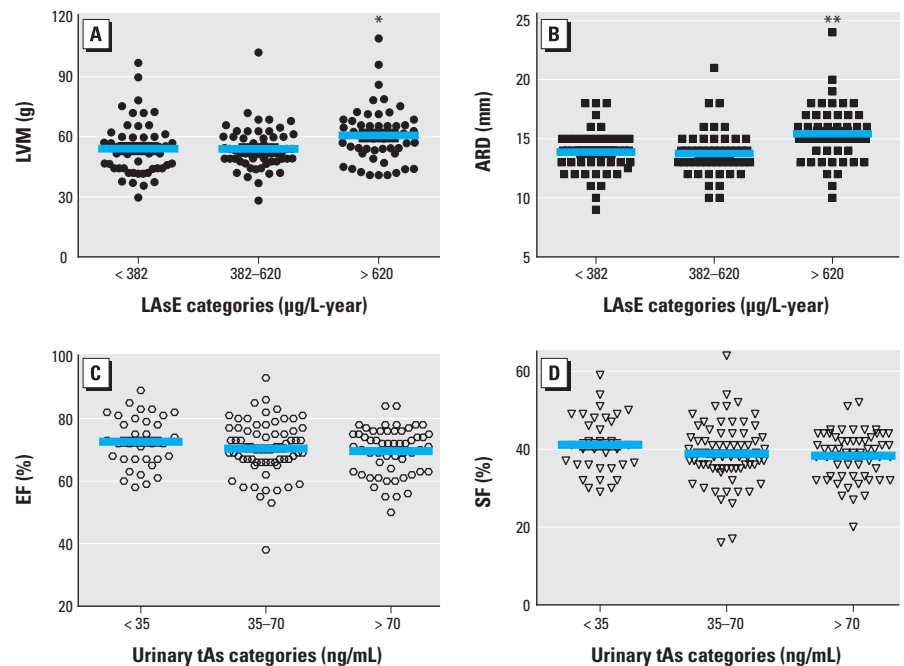 A
LVM (g)
120
90
60
30
0
*
< 382
382–620
> 620
LAsE categories (µg/L-year)
B
ARD (mm)
25
20
15
10
5
**
< 382
382–620
> 620
LAsE categories (µg/L-year)
C
EF (%)
100
80
60
40
20
< 35
35–70
> 70
Urinary tAs categories (ng/mL)
D
SF (%)
60
40
20
0
< 35
35–70
> 70
Urinary tAs categories (ng/mL)